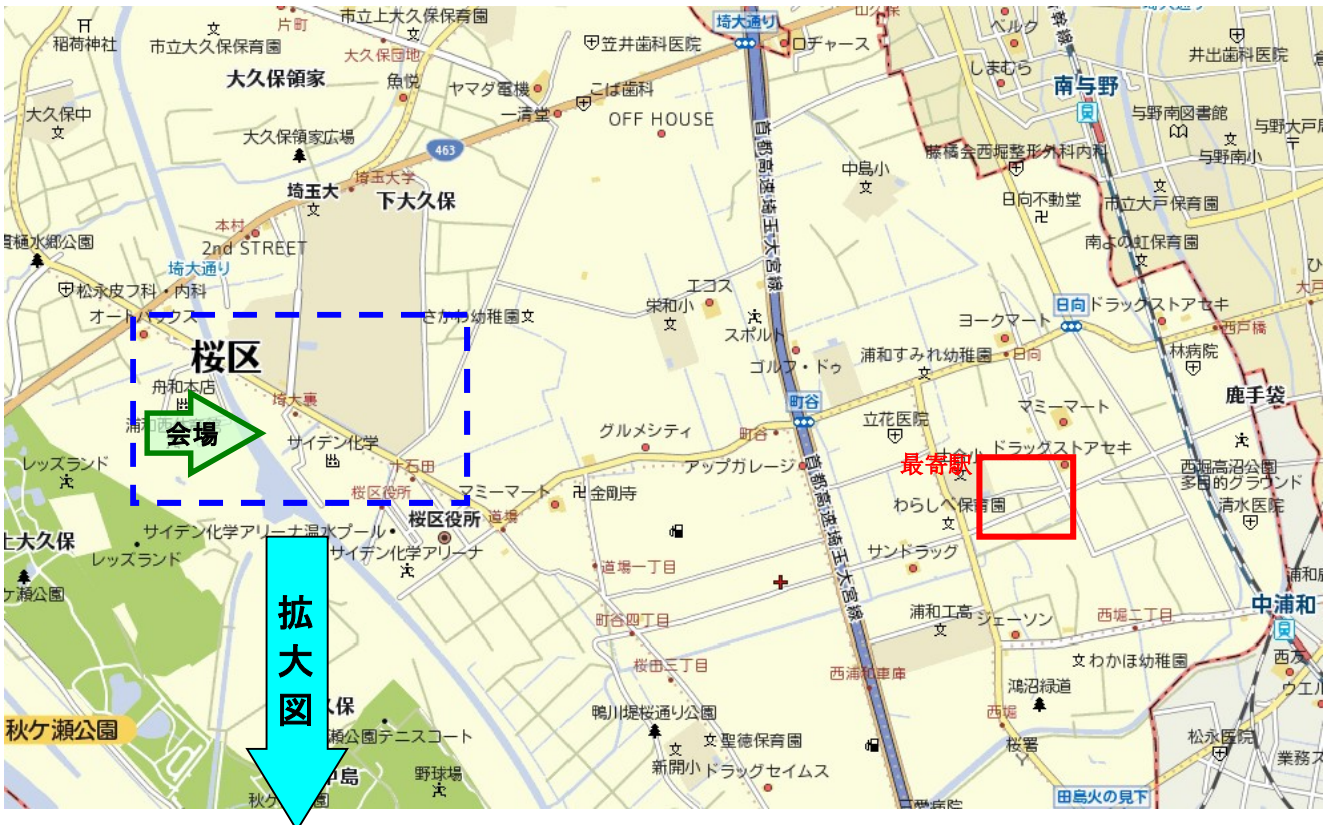 市立上大久保保育園
片町
埼大通り
ロヂャース
ベルク
井出歯科医院
稲荷神社
市立大久保保育園
大久保団地
笠井歯科医院
しまむら
大久保領家
魚悦
ヤマダ電機
こば歯科
南与野
大久保中
一清堂
OFF HOUSE
与野南図書館
大久保領家広場
463
首都高速埼玉大宮線
中島小
藤橋会西堀整形外科内科
与野南小
埼玉大
埼玉大学
下大久保
日向不動堂
市立大戸保育園
本村
2nd STREET
南よの虹保育園
埼大通り
松永皮フ科・内科
エコス
オートバックス
さかわ幼稚園
栄和小
スポルト
ヨークマート
日向
ドラッグストアセキ
西戸橋
桜区
ゴルフ・ドゥ
浦和すみれ幼稚園
日向
林病院
舟和本店
埼大裏
町谷
マミーマート
鹿手袋
会場
サイデン化学
グルメシティ
町谷
立花医院
ドラッグストアセキ
レッズランド
十石田
アップガレージ
最寄駅
西堀高沼公園
多目的グラウンド
桜区役所
マミーマート
金剛寺
わらしべ保育園
清水医院
サイデン化学アリーナ温水プール
桜区役所
道場
首都高速埼玉大宮線
上大久保
レッズランド
サイデン化学アリーナ
サンドラッグ
道場一丁目
拡大図
町谷四丁目
浦和工高
ジェーソン
西堀二丁目
中浦和
桜田三丁目
西浦和車庫
わかほ幼稚園
西友
鴻沼緑道
秋ケ瀬公園
鴨川堤桜通り公園
西堀
聖徳保育園
桜署
松永医院
野球場
新開小
ドラッグセイムス
田島火の見下